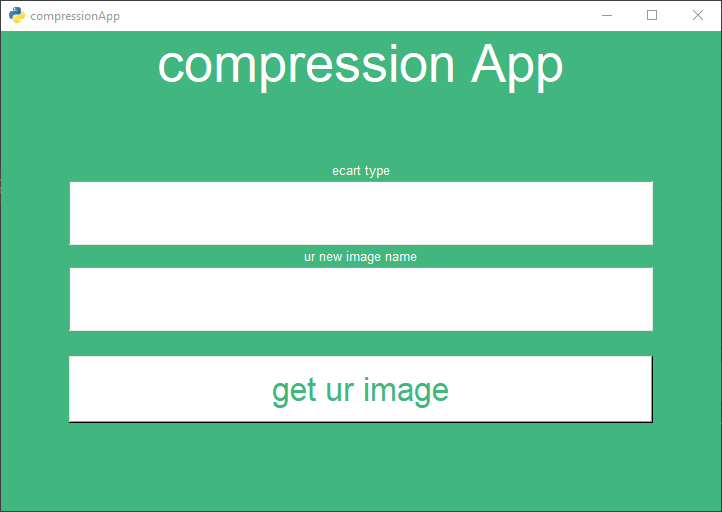 compressionApp
compression App
ecart type
ur new image name
get ur image